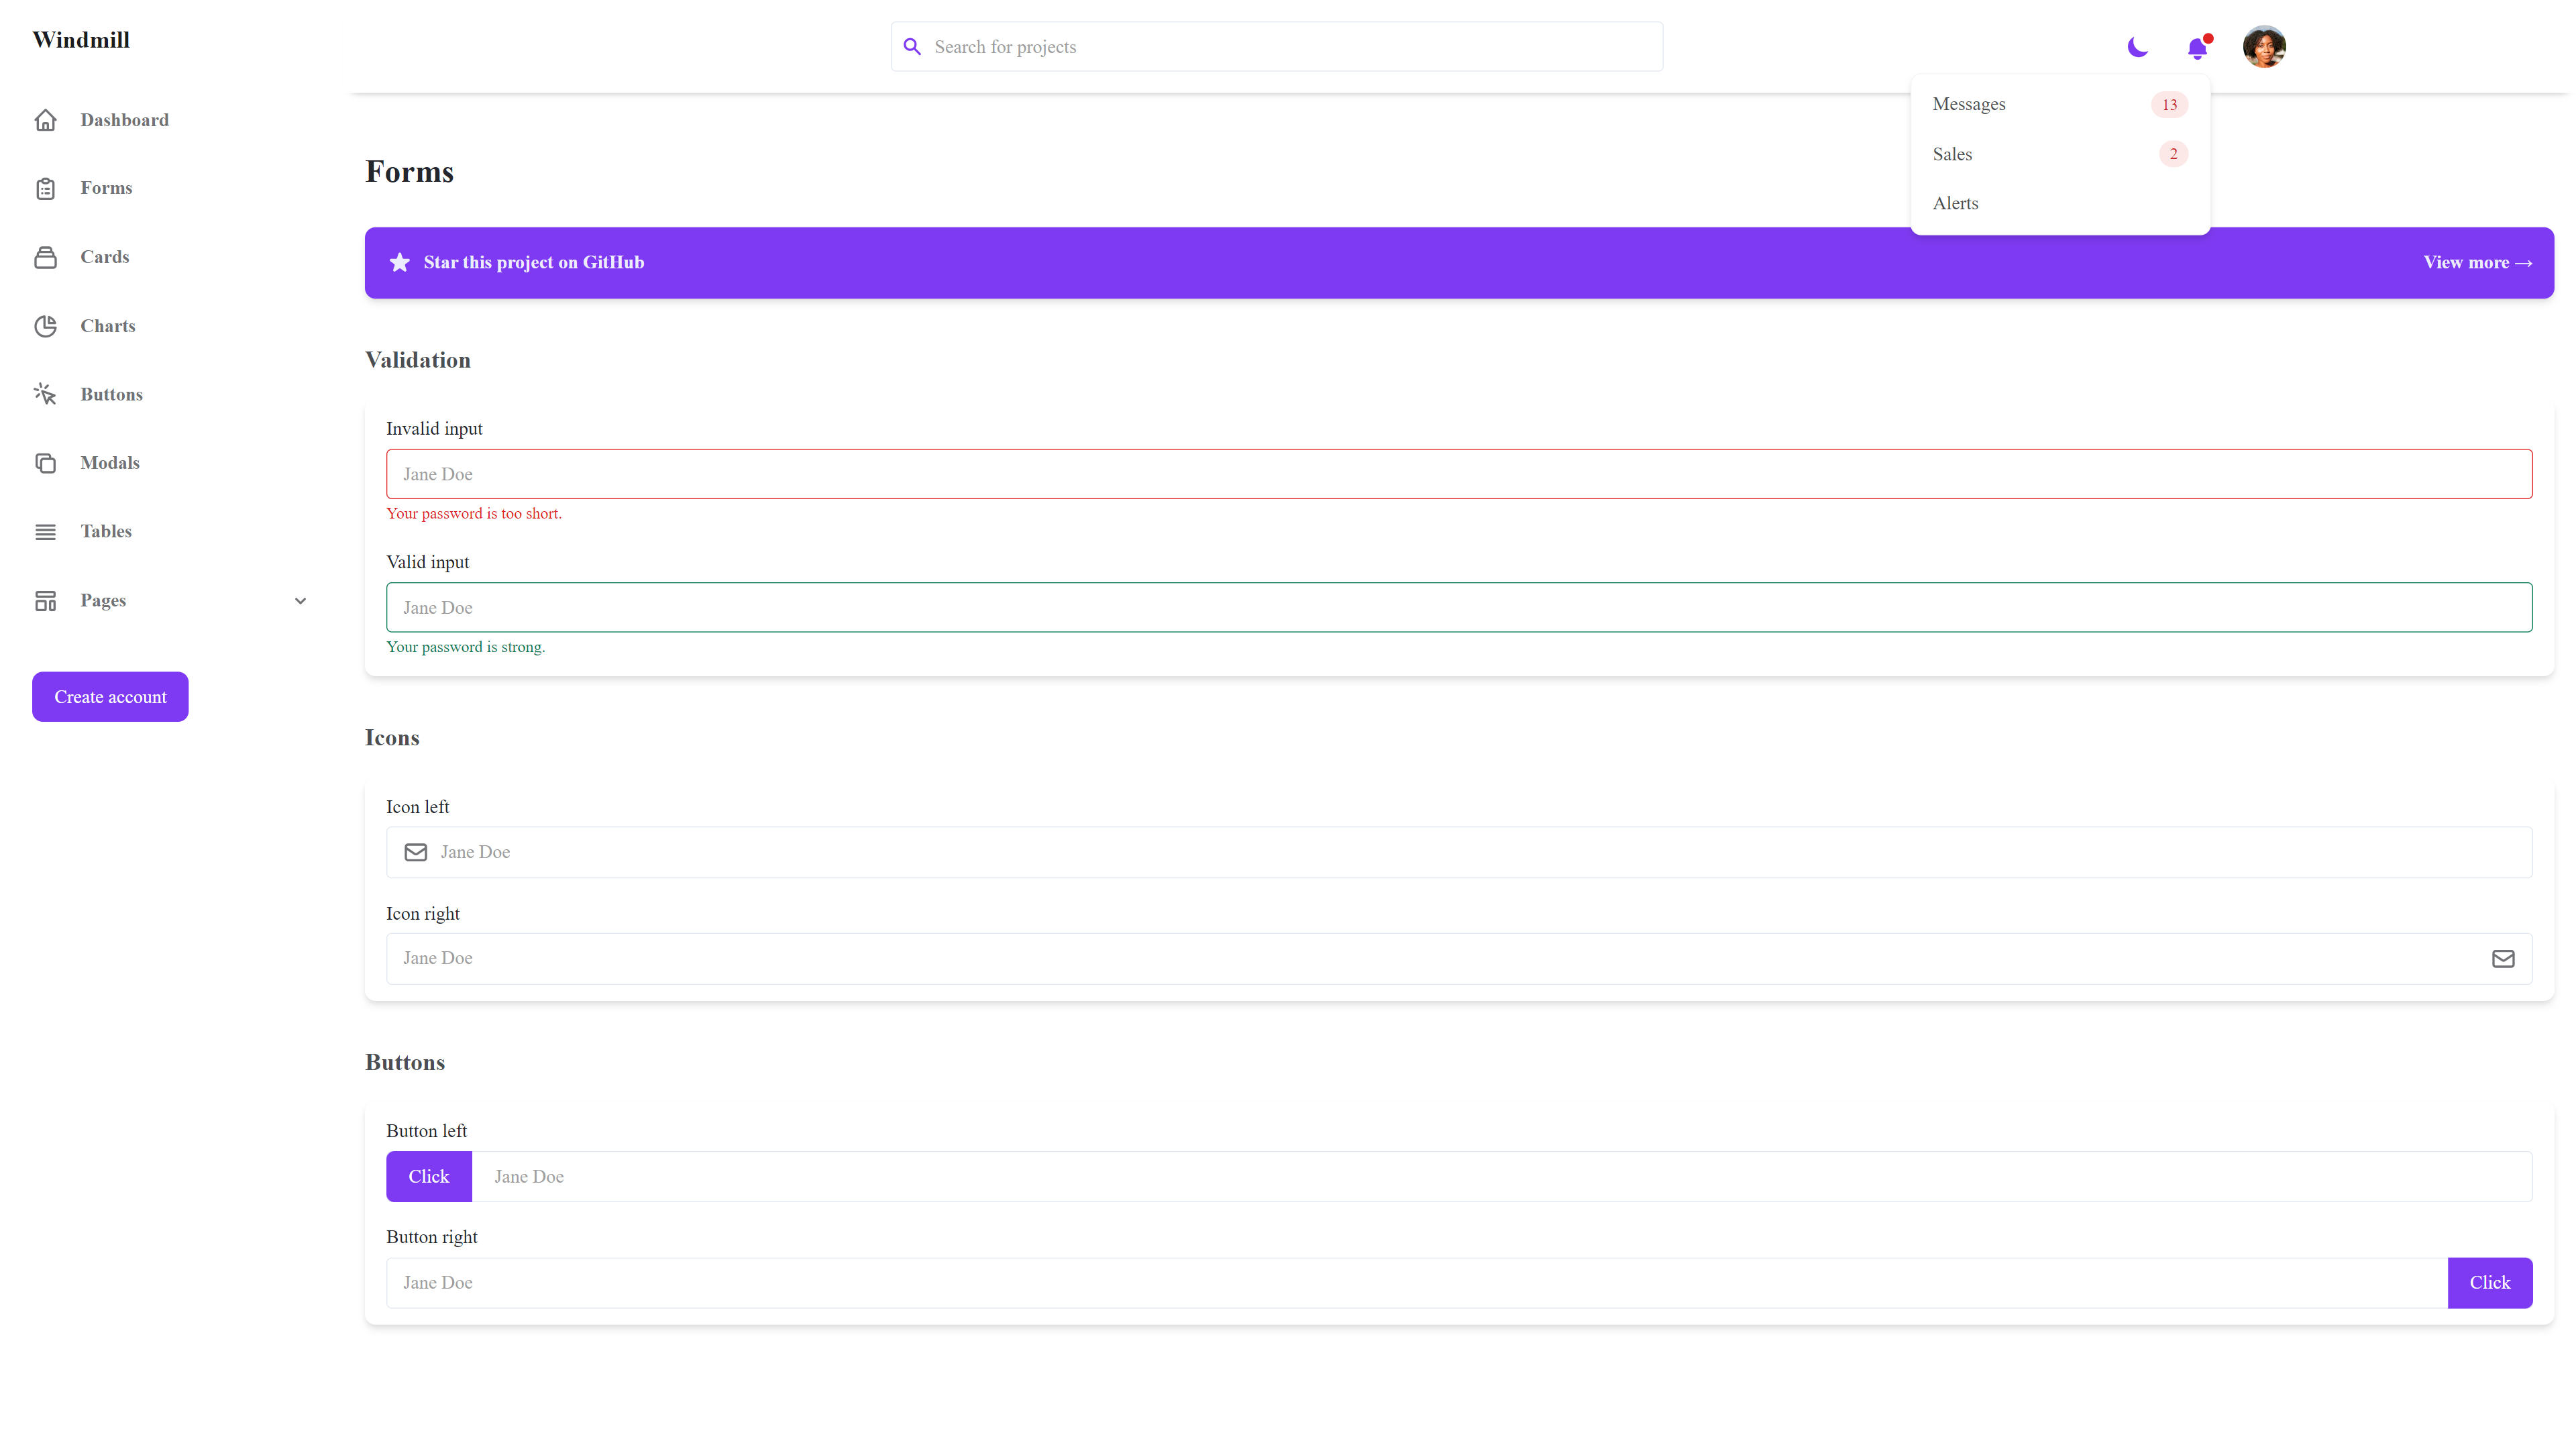 Windmill
Search for projects
Dashboard
Forms
Cards
Charts
Buttons
Modals
Tables
Pages
Create account
Messages 13
Sales 2
Alerts
Forms
Star this project on GitHub
View more →
Validation
Invalid input
Jane Doe
Your password is too short.
Valid input
Jane Doe
Your password is strong.
Icons
Icon left
Jane Doe
Icon right
Jane Doe
Buttons
Button left
Click Jane Doe
Button right
Jane Doe Click